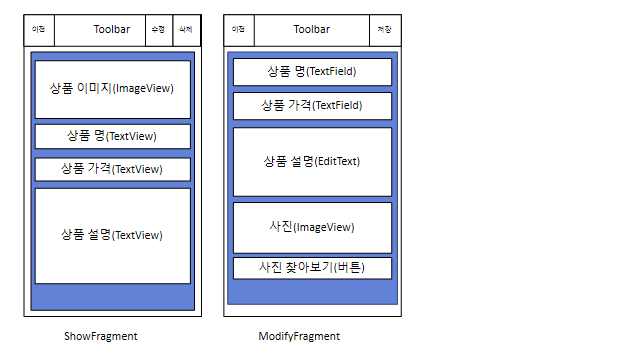 이전 Toolbar 수정 삭제
상품 이미지(ImageView)
상품 명(TextView)
상품 가격(TextView)
상품 설명(TextView)
ShowFragment
이전 Toolbar 저장
상품 명(TextField)
상품 가격(TextField)
상품 설명(EditText)
사진(ImageView)
사진 찾아보기(버튼)
ModifyFragment